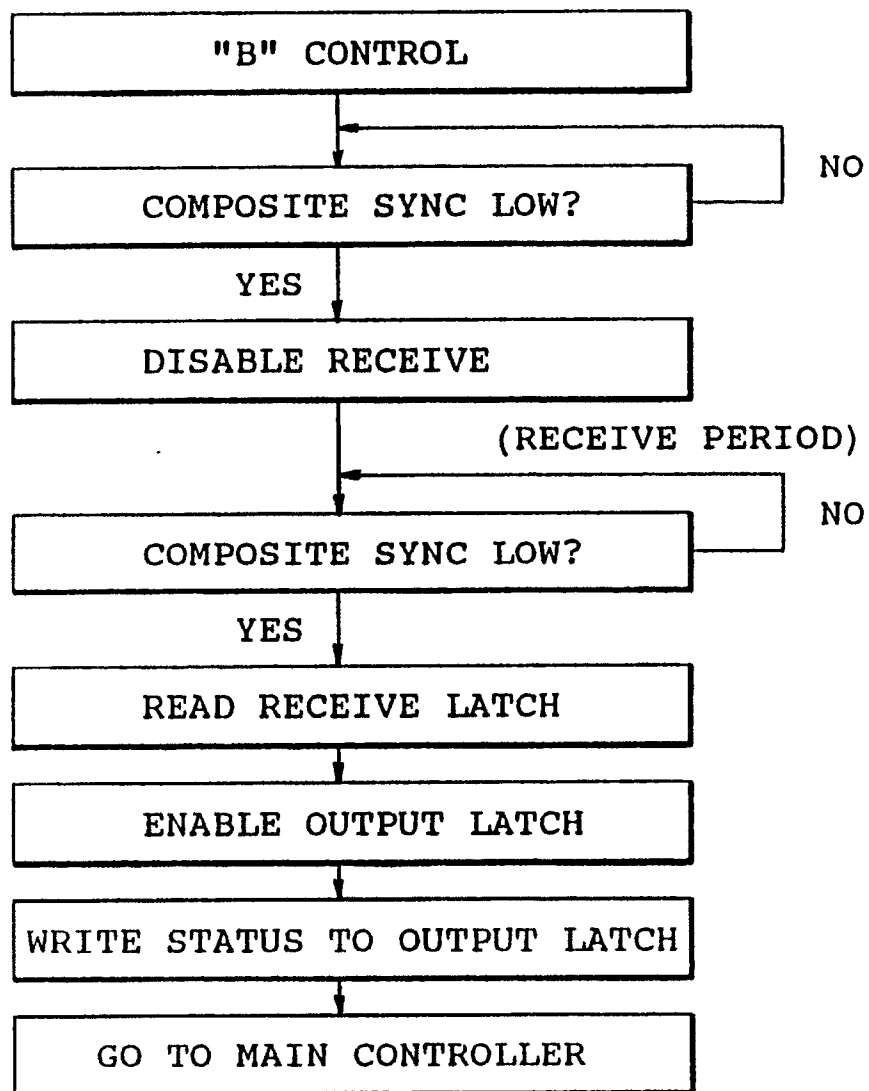 "B" CONTROL
NO
COMPOSITE SYNC LOW?
YES
DISABLE RECEIVE
(RECEIVE PERIOD)
NO
COMPOSITE SYNC LOW?
YES
READ RECEIVE LATCH
ENABLE OUTPUT LATCH
WRITE STATUS TO OUTPUT LATCH
GO TO MAIN CONTROLLER